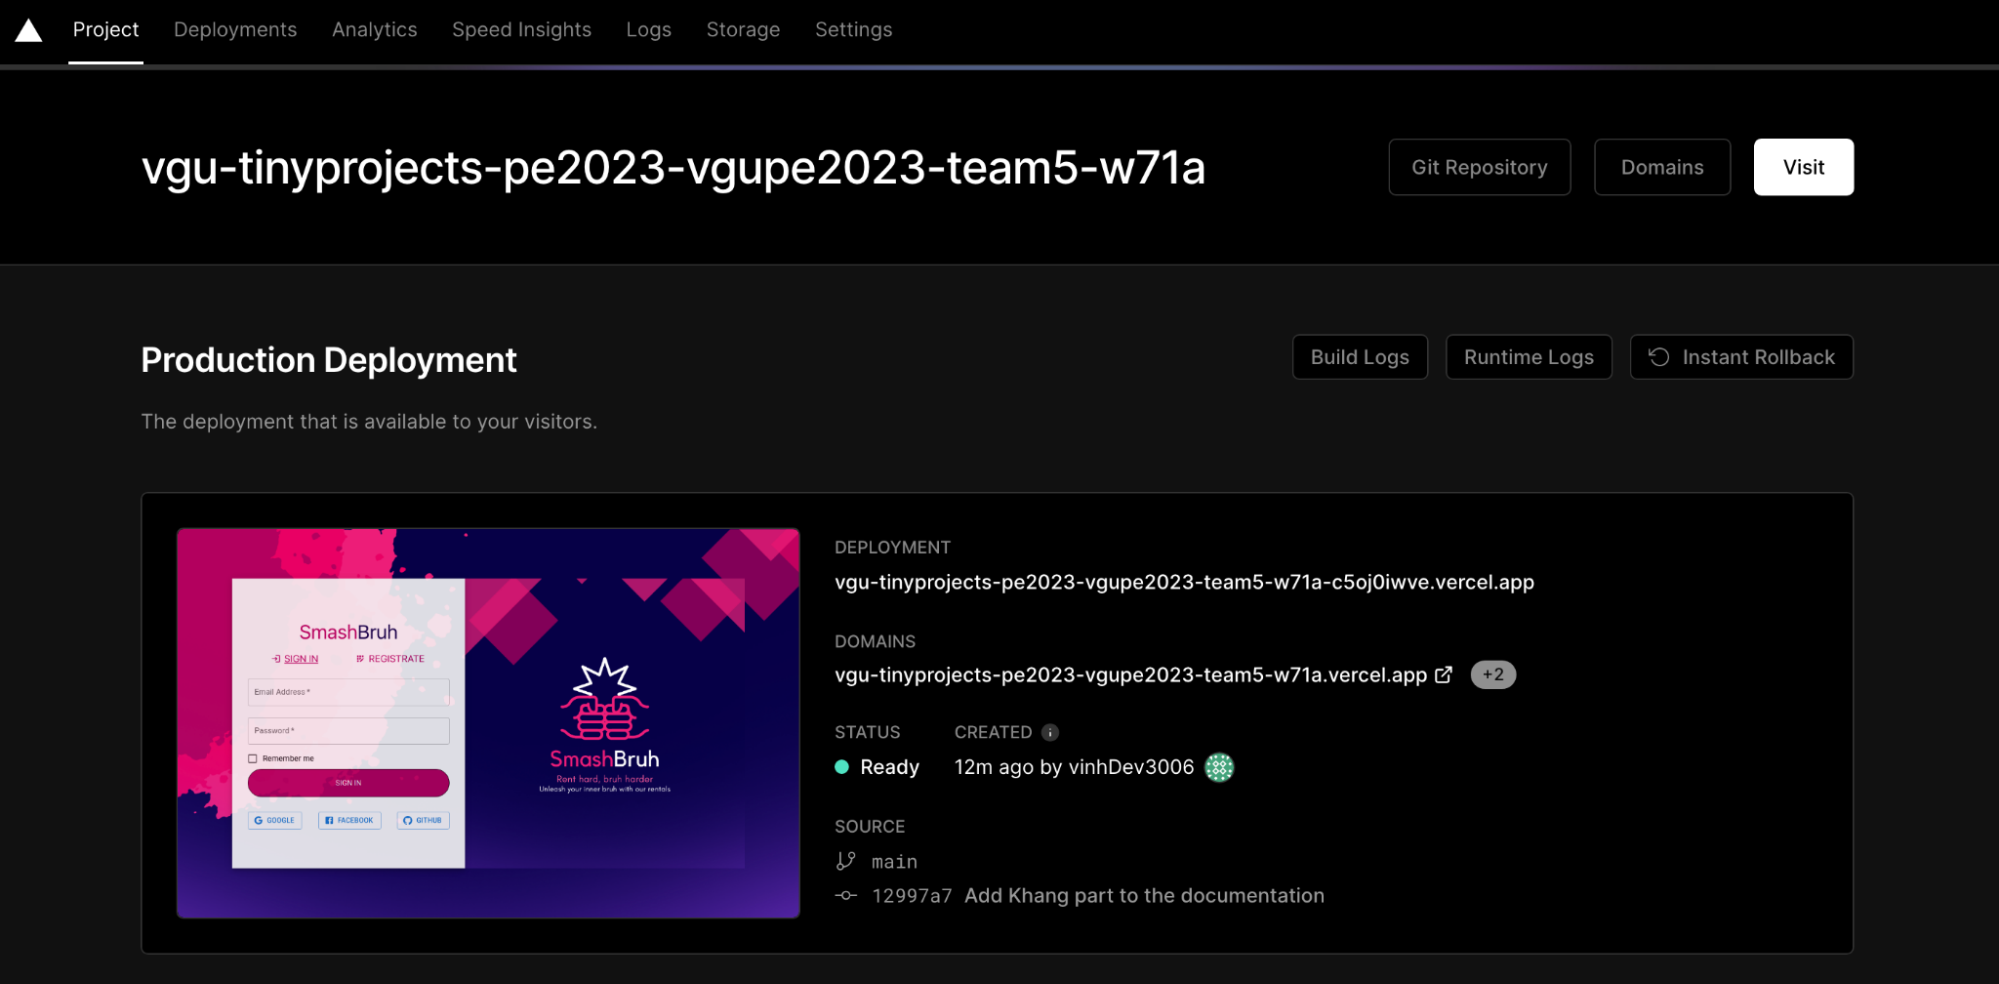 Project Deployments Analytics Speed Insights Logs Storage Settings
vgu-tinyprojects-pe2023-vgupe2023-team5-w71a
Git Repository Domains Visit
Production Deployment
Build Logs Runtime Logs Instant Rollback
The deployment that is available to your visitors.
SmashBruh
SIGN IN REGISTRATE
Email Address *
Password *
Remember me
SIGN IN
GOOGLE FACEBOOK GITHUB
SmashBruh
Rent hard, bruh harder
Unleash your inner bruh with our rentals
DEPLOYMENT
vgu-tinyprojects-pe2023-vgupe2023-team5-w71a-c5oj0iwve.vercel.app
DOMAINS
vgu-tinyprojects-pe2023-vgupe2023-team5-w71a.vercel.app +2
STATUS CREATED
Ready 12m ago by vinhDev3006
SOURCE
main
12997a7 Add Khang part to the documentation